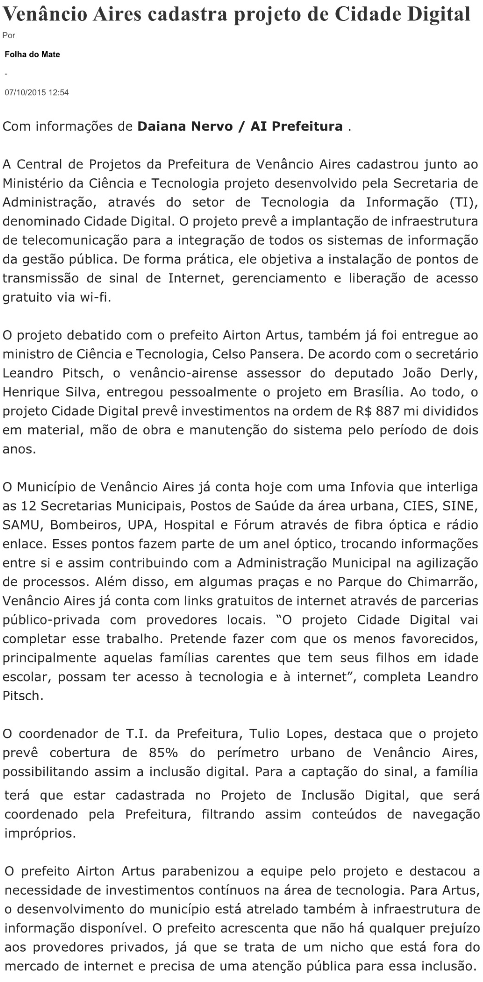 Venâncio Aires cadastra projeto de Cidade Digital
Por
Folha do Mate
-
07/10/2015 12:54
Com informações de Daiana Nervo / AI Prefeitura .
A Central de Projetos da Prefeitura de Venâncio Aires cadastrou junto ao
Ministério da Ciência e Tecnologia projeto desenvolvido pela Secretaria de
Administração, através do setor de Tecnologia da Informação (TI),
denominado Cidade Digital. O projeto prevê a implantação de infraestrutura
de telecomunicação para a integração de todos os sistemas de informação
da gestão pública. De forma prática, ele objetiva a instalação de pontos de
transmissão de sinal de Internet, gerenciamento e liberação de acesso
gratuito via wi-fi.
O projeto debatido com o prefeito Airton Artus, também já foi entregue ao
ministro de Ciência e Tecnologia, Celso Pansera. De acordo com o secretário
Leandro Pitsch, o venâncio-airense assessor do deputado João Derly,
Henrique Silva, entregou pessoalmente o projeto em Brasília. Ao todo, o
projeto Cidade Digital prevê investimentos na ordem de R$ 887 mi divididos
em material, mão de obra e manutenção do sistema pelo período de dois
anos.
O Município de Venâncio Aires já conta hoje com uma Infovia que interliga
as 12 Secretarias Municipais, Postos de Saúde da área urbana, CIES, SINE,
SAMU, Bombeiros, UPA, Hospital e Fórum através de fibra óptica e rádio
enlace. Esses pontos fazem parte de um anel óptico, trocando informações
entre si e assim contribuindo com a Administração Municipal na agilização
de processos. Além disso, em algumas praças e no Parque do Chimarrão,
Venâncio Aires já conta com links gratuitos de internet através de parcerias
público-privada com provedores locais. “O projeto Cidade Digital vai
completar esse trabalho. Pretende fazer com que os menos favorecidos,
principalmente aquelas famílias carentes que tem seus filhos em idade
escolar, possam ter acesso à tecnologia e à internet”, completa Leandro
Pitsch.
O coordenador de T.I. da Prefeitura, Tulio Lopes, destaca que o projeto
prevê cobertura de 85% do perímetro urbano de Venâncio Aires,
possibilitando assim a inclusão digital. Para a captação do sinal, a família
terá que estar cadastrada no Projeto de Inclusão Digital, que será
coordenado pela Prefeitura, filtrando assim conteúdos de navegação
impróprios.
O prefeito Airton Artus parabenizou a equipe pelo projeto e destacou a
necessidade de investimentos contínuos na área de tecnologia. Para Artus,
o desenvolvimento do município está atrelado também à infraestrutura de
informação disponível. O prefeito acrescenta que não há qualquer prejuízo
aos provedores privados, já que se trata de um nicho que está fora do
mercado de internet e precisa de uma atenção pública para essa inclusão.